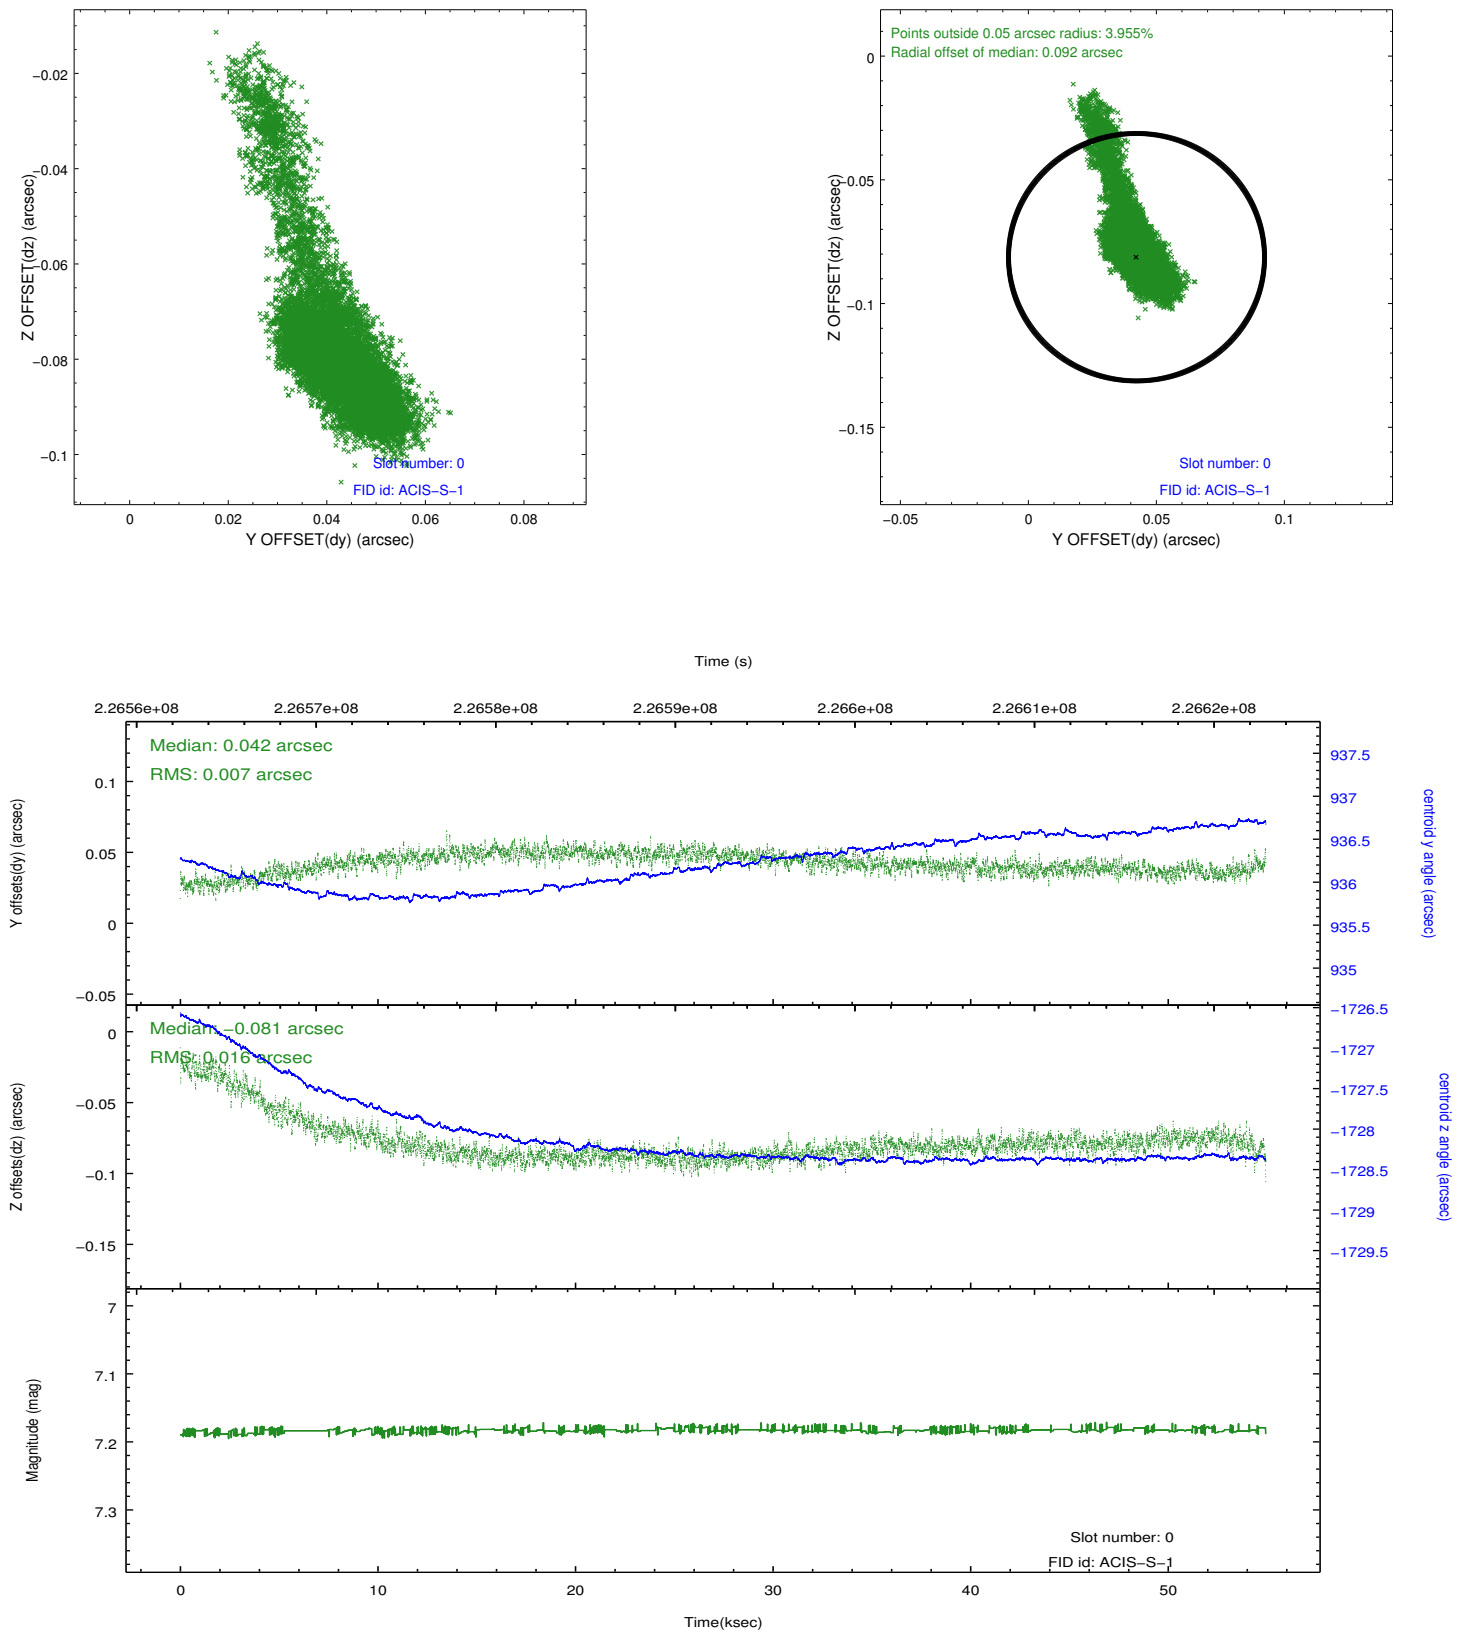 −0.02
−0.04
−0.06
−0.08
−0.1
Z OFFSET(dz) (arcsec)
Slot number: 0
FID id: ACIS−S−1
0
0.02
0.04
0.06
0.08
Y OFFSET(dy) (arcsec)
Points outside 0.05 arcsec radius: 3.955%
Radial offset of median: 0.092 arcsec
0
−0.05
−0.1
−0.15
Z OFFSET(dz) (arcsec)
Slot number: 0
FID id: ACIS−S−1
−0.05
0
0.05
0.1
Y OFFSET(dy) (arcsec)
Time (s)
2.2656e+08
2.2657e+08
2.2658e+08
2.2659e+08
2.266e+08
2.2661e+08
2.2662e+08
Median: 0.042 arcsec
RMS: 0.007 arcsec
0.1
0.05
0
−0.05
Y offsets(dy) (arcsec)
937.5
937
936.5
936
935.5
935
centroid y angle (arcsec)
Median: −0.081 arcsec
RMS: 0.016 arcsec
0
−0.05
−0.1
−0.15
Z offsets(dz) (arcsec)
−1726.5
−1727
−1727.5
−1728
−1728.5
−1729
−1729.5
centroid z angle (arcsec)
7
7.1
7.2
7.3
Magnitude (mag)
Slot number: 0
FID id: ACIS−S−1
0
10
20
30
40
50
Time(ksec)